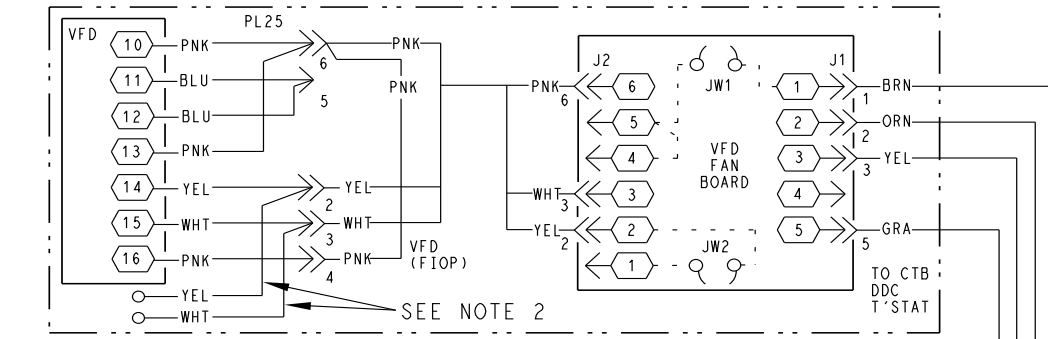 PL25
VFD
10 PNK PNK
6
11 BLU PNK
5
12 BLU
13 PNK
14 YEL YEL
2
15 WHT WHT
3
16 PNK PNK
4
VFD
(FIOP)
YEL
WHT
SEE NOTE 2
J2 J1
PNK 6 6
JW1
1 1 BRN
5
2 2 ORN
4
VFD
FAN
BOARD
3 3 YEL
WHT 3 3
4
YEL 2 2
5 5 GRA
1
JW2
TO CTB
DDC
T'STAT